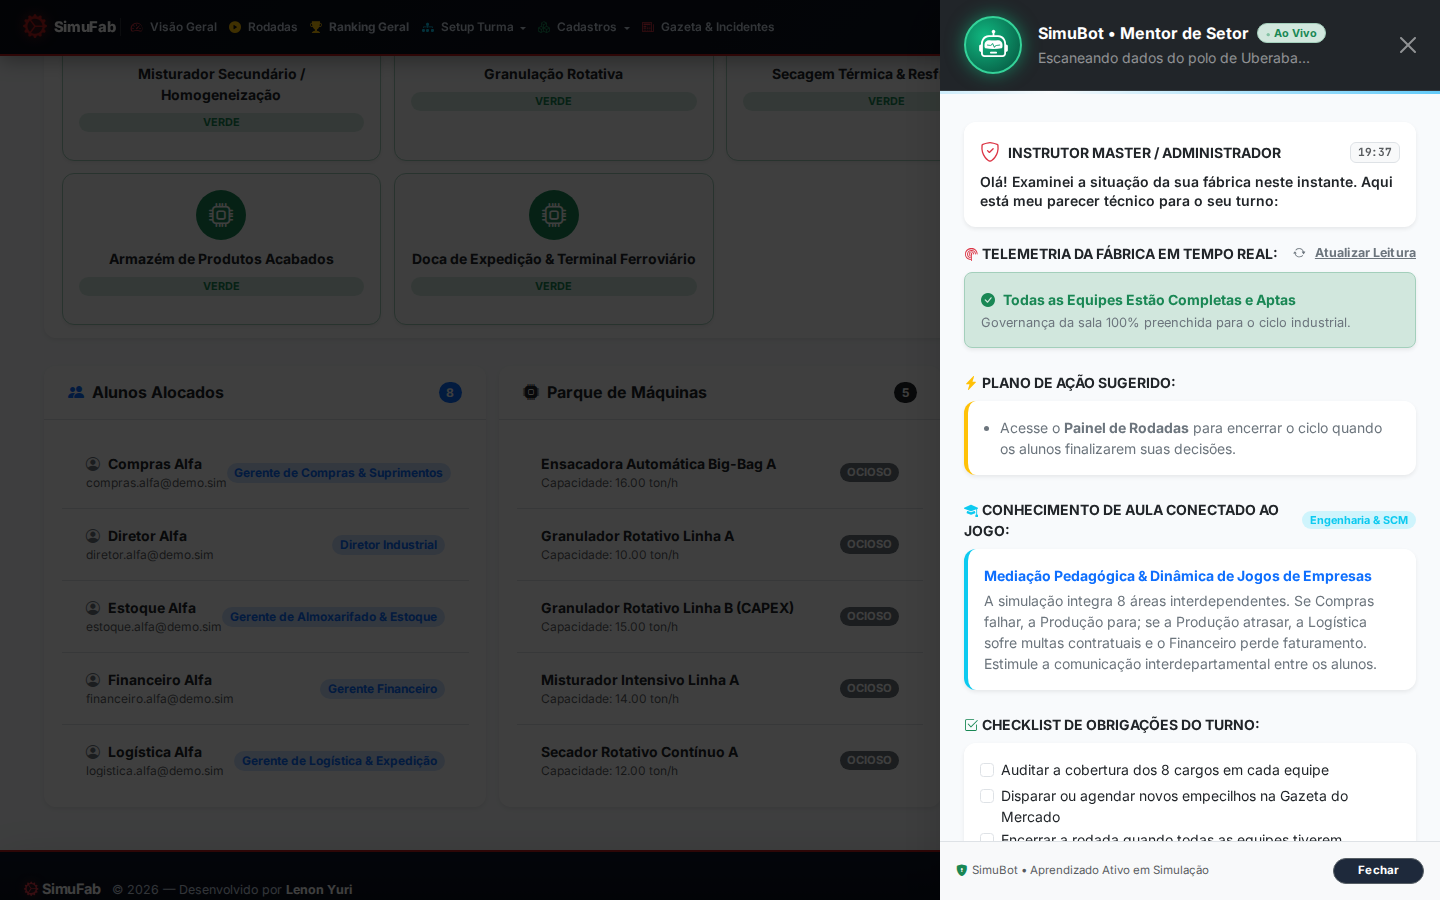 SimuFab
Visão Geral
Rodadas
Ranking Geral
Setup Turma
Cadastros
Gazeta & Incidentes
Misturador Secundário /
Homogeneização
VERDE
Granulação Rotativa
VERDE
Secagem Térmica & Resf
VERDE
Armazém de Produtos Acabados
VERDE
Doca de Expedição & Terminal Ferroviário
VERDE
Alunos Alocados
8
Compras Alfa
compras.alfa@demo.sim
Gerente de Compras & Suprimentos
Diretor Alfa
diretor.alfa@demo.sim
Diretor Industrial
Estoque Alfa
estoque.alfa@demo.sim
Gerente de Almoxarifado & Estoque
Financeiro Alfa
financeiro.alfa@demo.sim
Gerente Financeiro
Logística Alfa
logistica.alfa@demo.sim
Gerente de Logística & Expedição
Parque de Máquinas
5
Ensacadora Automática Big-Bag A
Capacidade: 16.00 ton/h
OCIOSO
Granulador Rotativo Linha A
Capacidade: 10.00 ton/h
OCIOSO
Granulador Rotativo Linha B (CAPEX)
Capacidade: 15.00 ton/h
OCIOSO
Misturador Intensivo Linha A
Capacidade: 14.00 ton/h
OCIOSO
Secador Rotativo Contínuo A
Capacidade: 12.00 ton/h
OCIOSO
SimuFab © 2026 — Desenvolvido por Lenon Yuri
SimuBot • Mentor de Setor
Ao Vivo
Escaneando dados do polo de Uberaba...
INSTRUTOR MASTER / ADMINISTRADOR
19:37
Olá! Examinei a situação da sua fábrica neste instante. Aqui
está meu parecer técnico para o seu turno:
TELEMETRIA DA FÁBRICA EM TEMPO REAL:
Atualizar Leitura
Todas as Equipes Estão Completas e Aptas
Governança da sala 100% preenchida para o ciclo industrial.
PLANO DE AÇÃO SUGERIDO:
• Acesse o Painel de Rodadas para encerrar o ciclo quando
os alunos finalizarem suas decisões.
CONHECIMENTO DE AULA CONECTADO AO
JOGO:
Engenharia & SCM
Mediação Pedagógica & Dinâmica de Jogos de Empresas
A simulação integra 8 áreas interdependentes. Se Compras
falhar, a Produção para; se a Produção atrasar, a Logística
sofre multas contratuais e o Financeiro perde faturamento.
Estimule a comunicação interdepartamental entre os alunos.
CHECKLIST DE OBRIGAÇÕES DO TURNO:
Auditar a cobertura dos 8 cargos em cada equipe
Disparar ou agendar novos empecilhos na Gazeta do
Mercado
Encerrar a rodada quando todas as equipes tiverem
SimuBot • Aprendizado Ativo em Simulação
Fechar